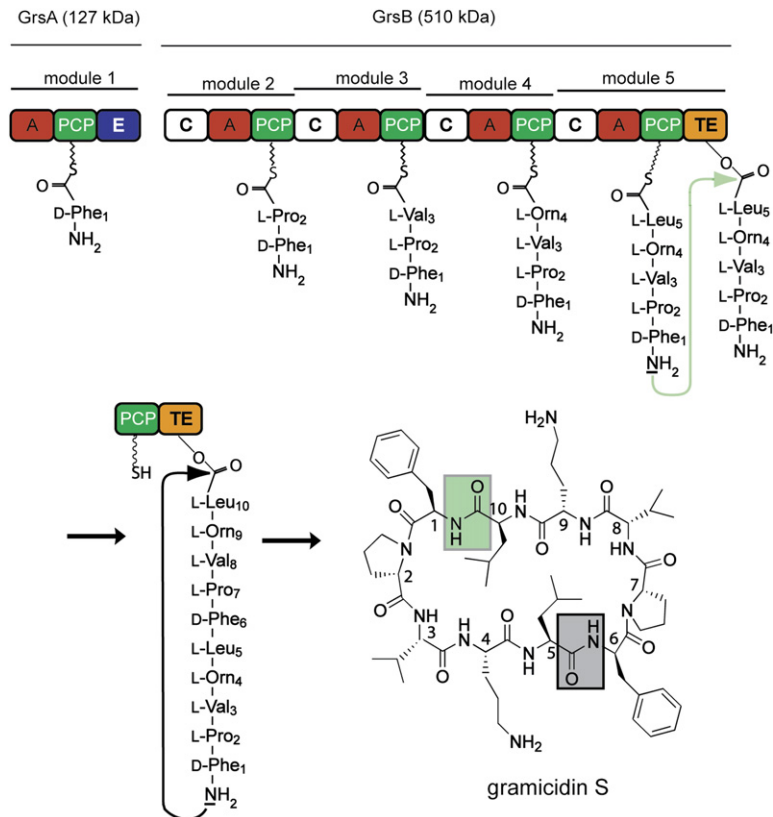 GrsA (127 kDa) GrsB (510 kDa)
module 1 module 2 module 3 module 4 module 5
A PCP E C A PCP C A PCP C A PCP C A PCP TE
S
O
D-Phe1
NH2
S
O
L-Pro2
D-Phe1
NH2
S
O
L-Val3
L-Pro2
D-Phe1
NH2
S
O
L-Orn4
L-Val3
L-Pro2
D-Phe1
NH2
S
O
L-Leu5
L-Orn4
L-Val3
L-Pro2
D-Phe1
NH2
O
O
L-Leu5
L-Orn4
L-Val3
L-Pro2
D-Phe1
NH2
PCP TE
SH
O
O
L-Leu10
L-Orn9
L-Val8
L-Pro7
D-Phe6
L-Leu5
L-Orn4
L-Val3
L-Pro2
D-Phe1
NH2
H2N
O O O
1 N H 10 H N 9 N H 8
O O
N 2 NH 7
O O
H N 3 H N 4 N H 5 H N 6 N
O O O O
NH2
gramicidin S